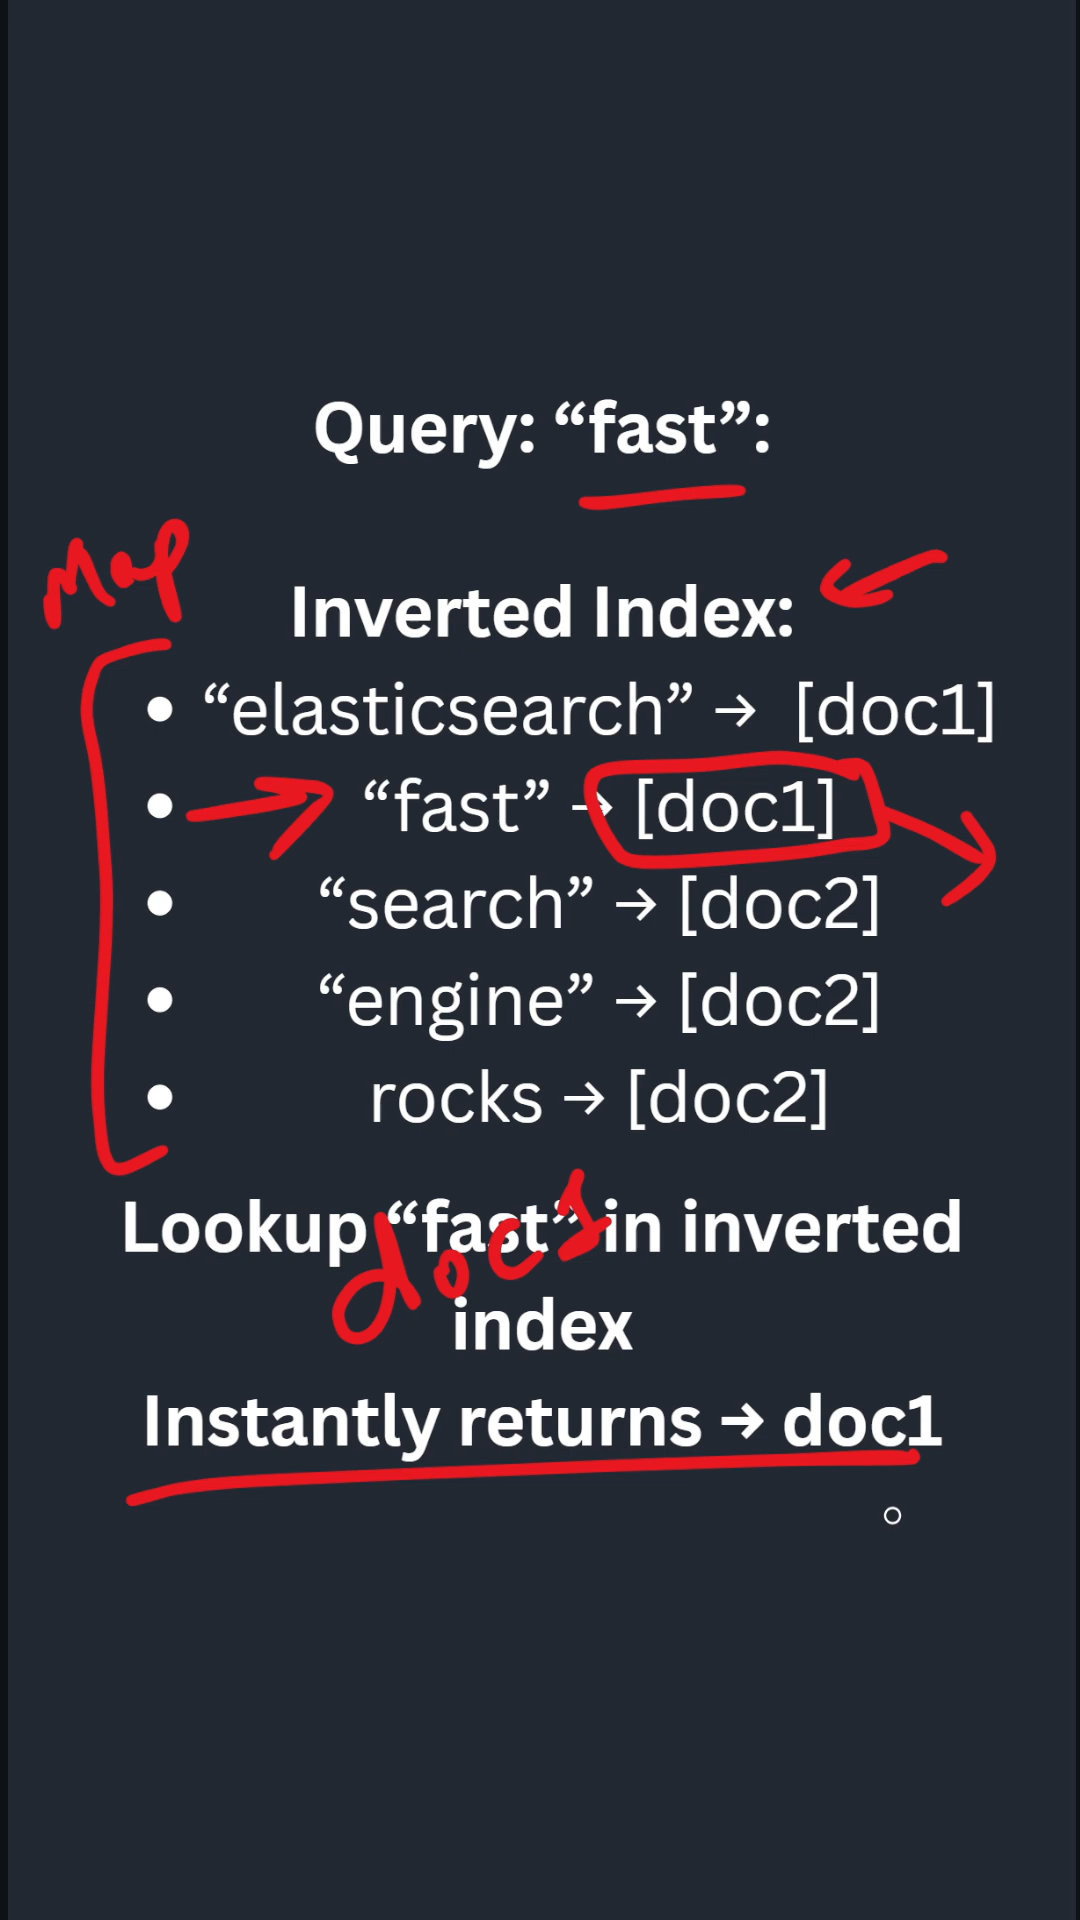 Query: “fast”:
Map
Inverted Index:
• “elasticsearch” → [doc1]
• “fast” → [doc1]
• “search” → [doc2]
• “engine” → [doc2]
• rocks → [doc2]
Lookup “fast” in inverted
doc1
index
Instantly returns → doc1